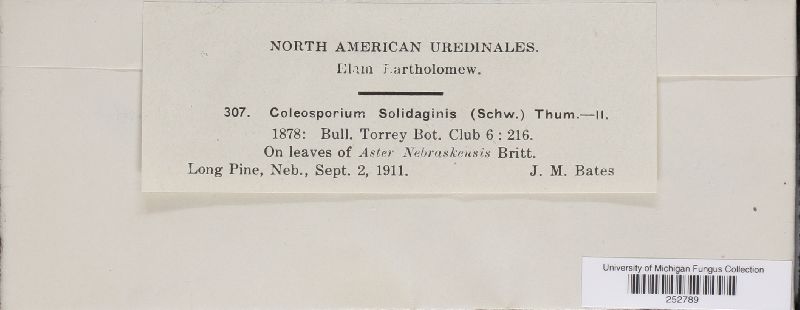 NORTH AMERICAN UREDINALES.
Elam Bartholomew.
307. Coleosporium Solidaginis (Schw.) Thum.—II.
1878: Bull. Torrey Bot. Club 6 : 216.
On leaves of Aster Nebraskensis Britt.
Long Pine, Neb., Sept. 2, 1911. J. M. Bates
University of Michigan Fungus Collection
252789